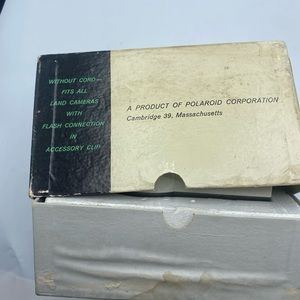 WITHOUT CORD—
FITS ALL
LAND CAMERAS
WITH
FLASH CONNECTION
IN
ACCESSORY CLIP
A PRODUCT OF POLAROID CORPORATION
Cambridge 39, Massachusetts